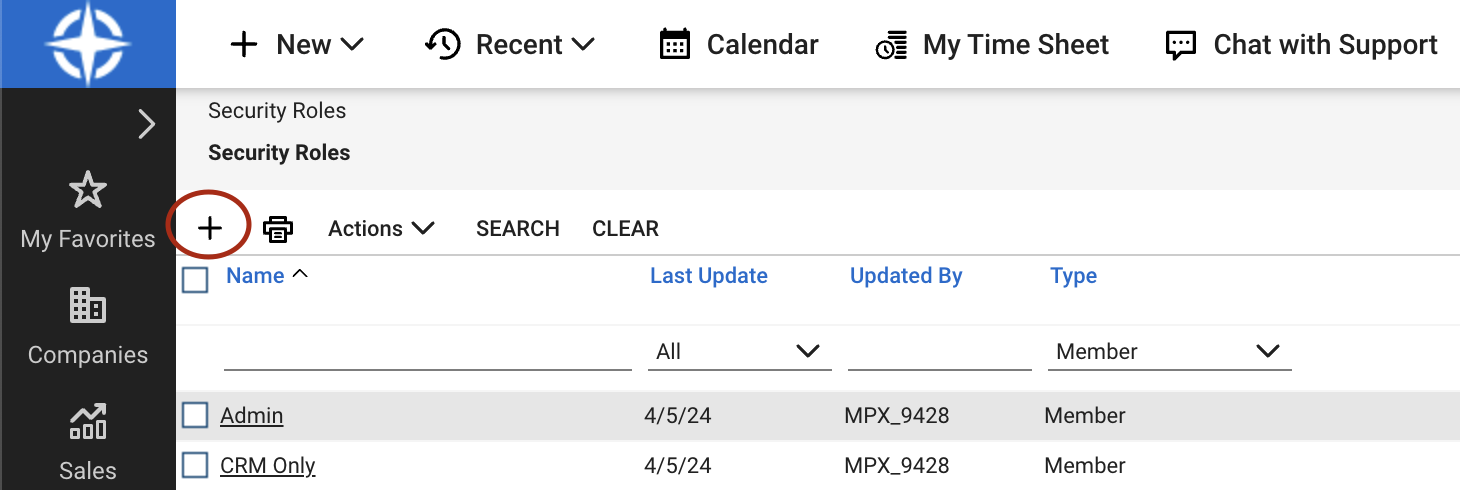 New Recent Calendar My Time Sheet Chat with Support
Security Roles
Security Roles
My Favorites
Actions SEARCH CLEAR
Name Last Update Updated By Type
Companies
All Member
Admin 4/5/24 MPX_9428 Member
CRM Only 4/5/24 MPX_9428 Member
Sales